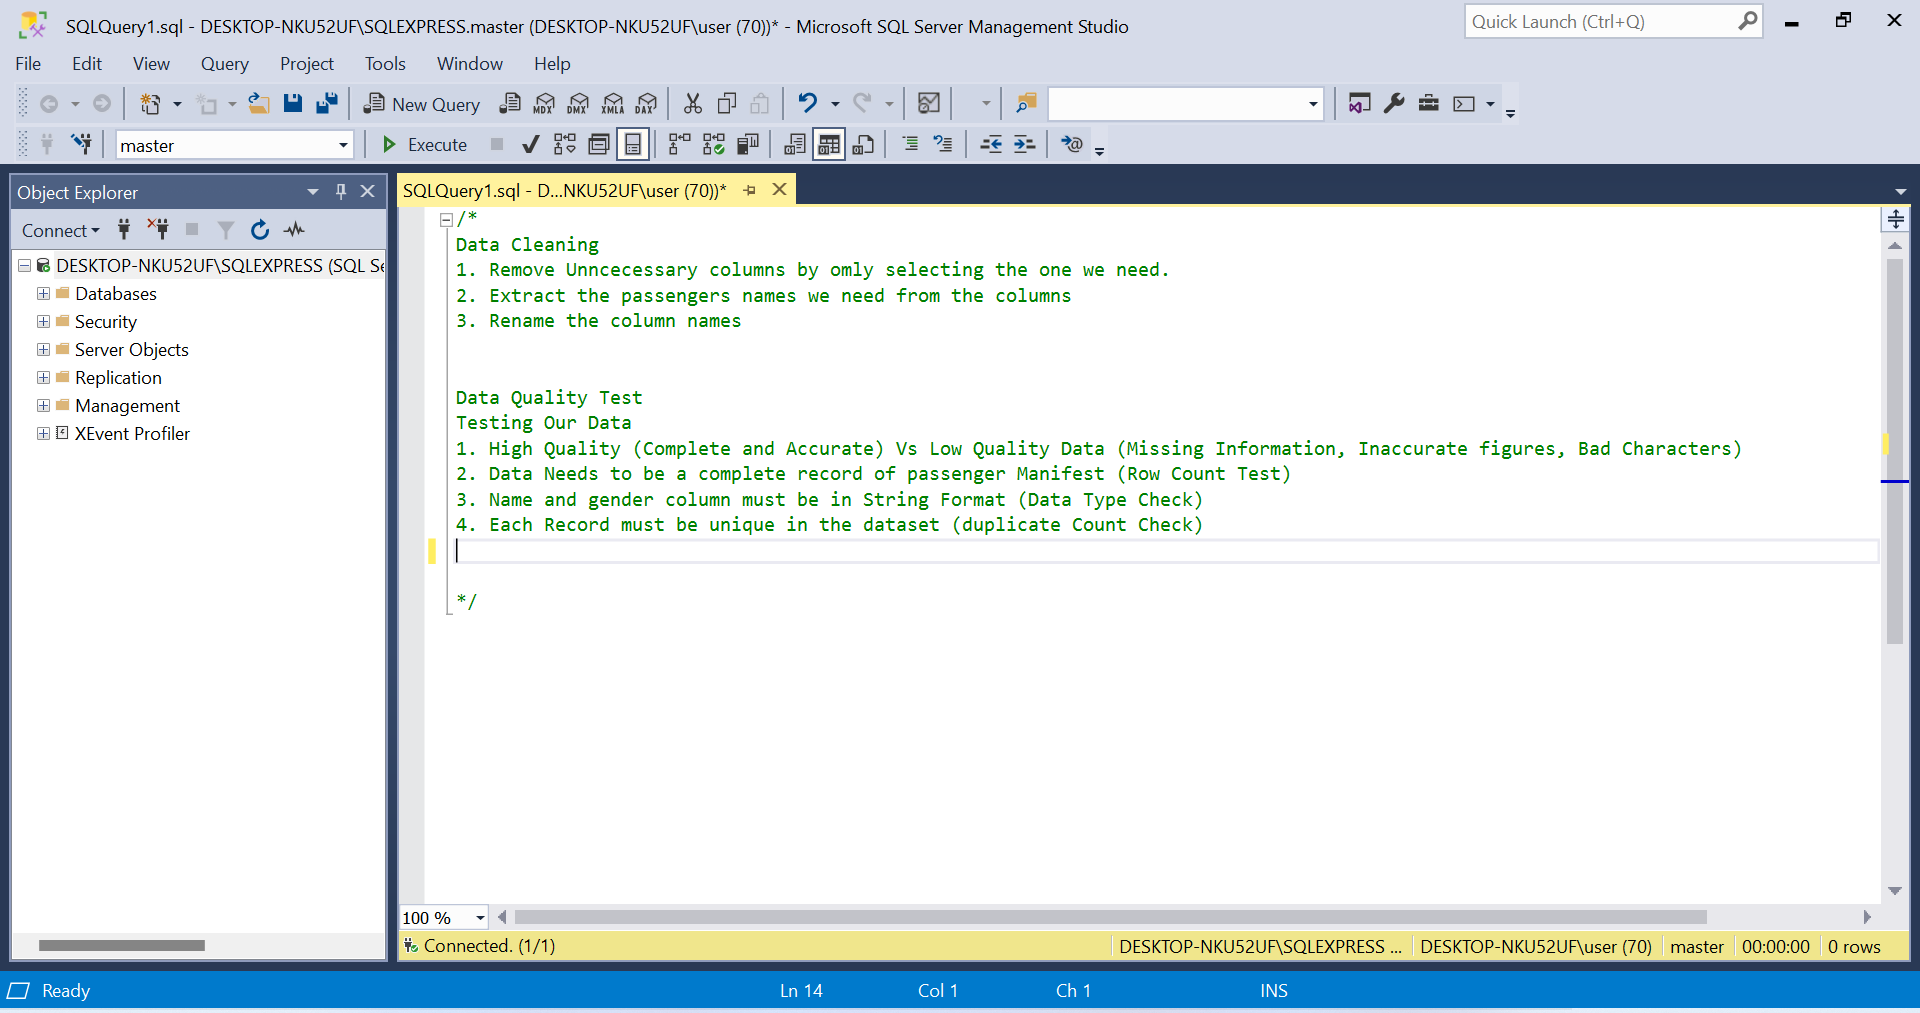 SQLQuery1.sql - DESKTOP-NKU52UF\SQLEXPRESS.master (DESKTOP-NKU52UF\user (70))* - Microsoft SQL Server Management Studio
Quick Launch (Ctrl+Q)
File Edit View Query Project Tools Window Help
New Query MDX DMX XMLA DAX
master Execute
Object Explorer
SQLQuery1.sql - D...NKU52UF\user (70))*
Connect
DESKTOP-NKU52UF\SQLEXPRESS (SQL Se
Databases
Security
Server Objects
Replication
Management
XEvent Profiler
/*
Data Cleaning
1. Remove Unncecessary columns by omly selecting the one we need.
2. Extract the passengers names we need from the columns
3. Rename the column names
Data Quality Test
Testing Our Data
1. High Quality (Complete and Accurate) Vs Low Quality Data (Missing Information, Inaccurate figures, Bad Characters)
2. Data Needs to be a complete record of passenger Manifest (Row Count Test)
3. Name and gender column must be in String Format (Data Type Check)
4. Each Record must be unique in the dataset (duplicate Count Check)
*/
100 %
Connected. (1/1) DESKTOP-NKU52UF\SQLEXPRESS ... DESKTOP-NKU52UF\user (70) master 00:00:00 0 rows
Ready Ln 14 Col 1 Ch 1 INS